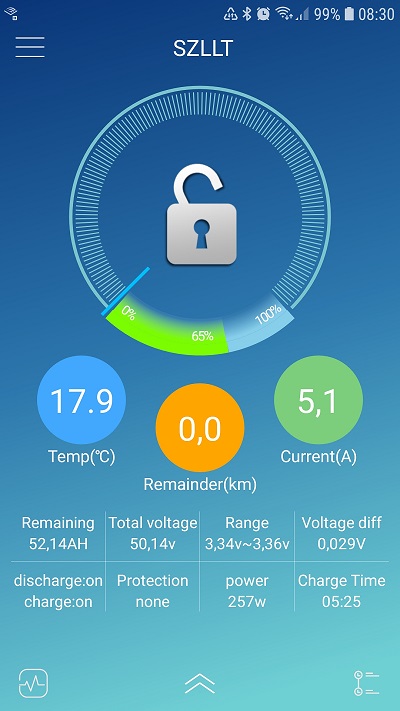 99% 08:30
SZLLT
0% 65% 100%
17.9 5,1
0,0
Temp(℃) Current(A)
Remainder(km)
Remaining Total voltage Range Voltage diff
52,14AH 50,14v 3,34v~3,36v 0,029V
discharge:on Protection power Charge Time
charge:on none 257w 05:25